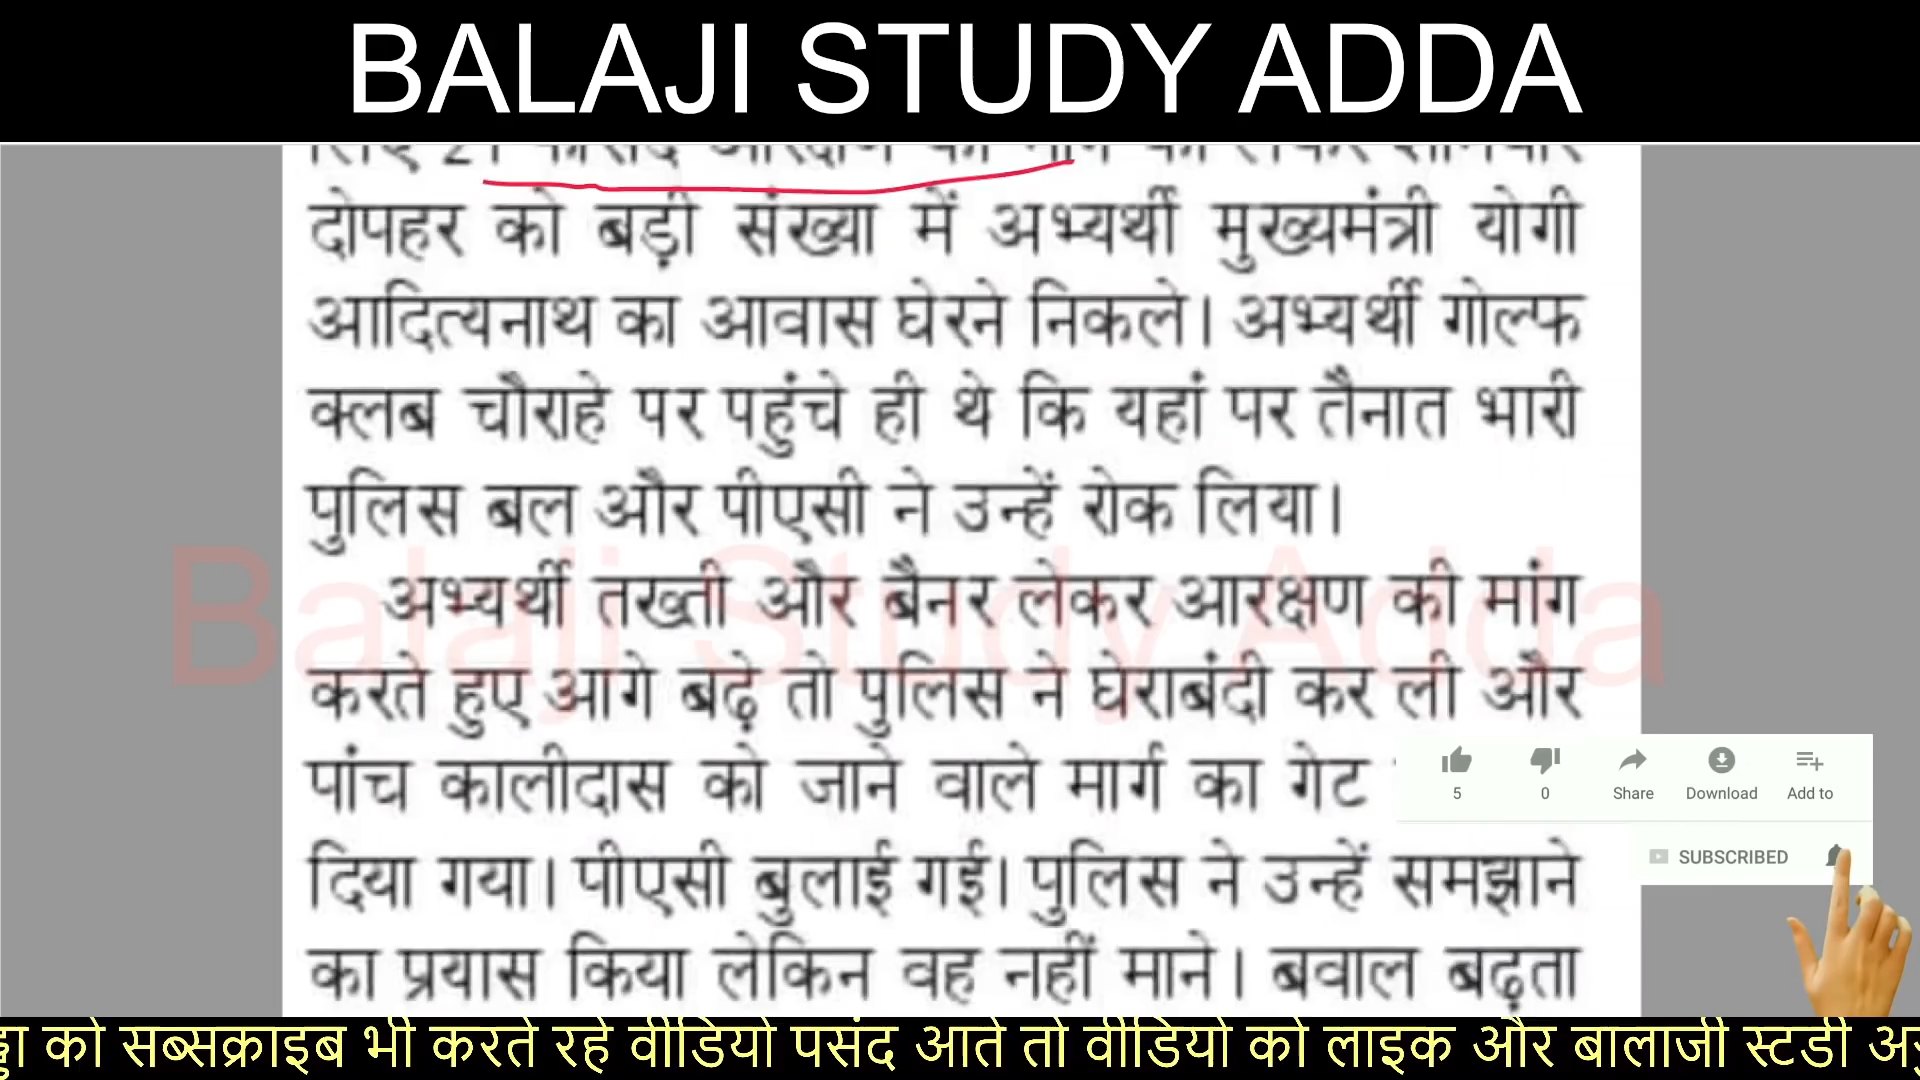 BALAJI STUDY ADDA
दोपहर को बड़ी संख्या में अभ्यर्थी मुख्यमंत्री योगी
आदित्यनाथ का आवास घेरने निकले। अभ्यर्थी गोल्फ
क्लब चौराहे पर पहुंचे ही थे कि यहां पर तैनात भारी
पुलिस बल और पीएसी ने उन्हें रोक लिया।
अभ्यर्थी तख्ती और बैनर लेकर आरक्षण की मांग
करते हुए आगे बढ़े तो पुलिस ने घेराबंदी कर ली और
पांच कालीदास को जाने वाले मार्ग का गेट
दिया गया। पीएसी बुलाई गई। पुलिस ने उन्हें समझाने
का प्रयास किया लेकिन वह नहीं माने। बवाल बढ़ता
Balaji Study Adda
5 0 Share Download Add to
SUBSCRIBED
को सब्सक्राइब भी करते रहे वीडियो पसंद आते तो वीडियो को लाइक और बालाजी स्टडी